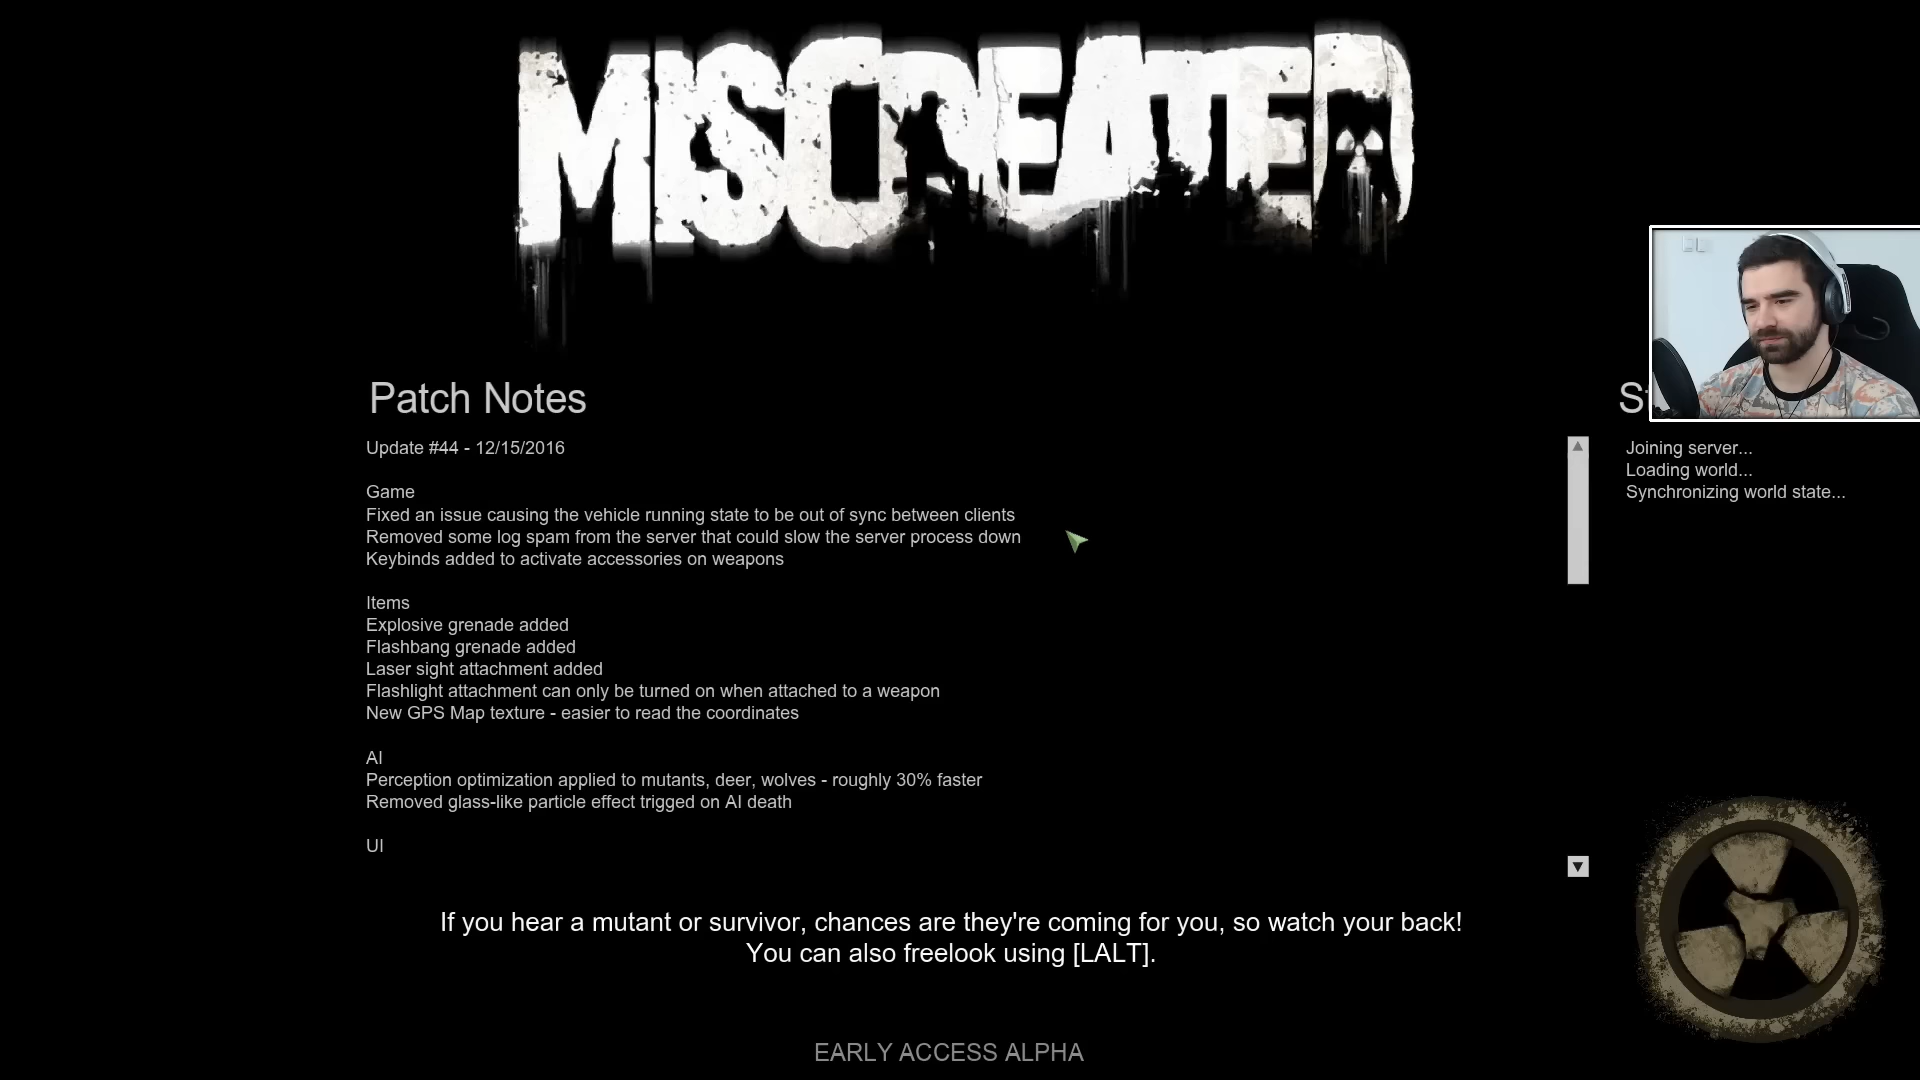 MISCREATED
Patch Notes
Update #44 - 12/15/2016
Game
Fixed an issue causing the vehicle running state to be out of sync between clients
Removed some log spam from the server that could slow the server process down
Keybinds added to activate accessories on weapons
Items
Explosive grenade added
Flashbang grenade added
Laser sight attachment added
Flashlight attachment can only be turned on when attached to a weapon
New GPS Map texture - easier to read the coordinates
AI
Perception optimization applied to mutants, deer, wolves - roughly 30% faster
Removed glass-like particle effect trigged on AI death
UI
Joining server...
Loading world...
Synchronizing world state...
If you hear a mutant or survivor, chances are they're coming for you, so watch your back!
You can also freelook using [LALT].
EARLY ACCESS ALPHA